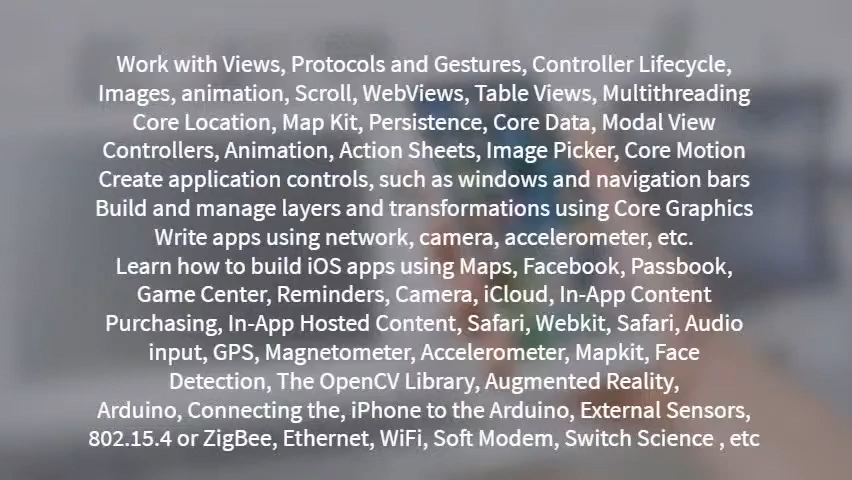 Work with Views, Protocols and Gestures, Controller Lifecycle,
Images, animation, Scroll, WebViews, Table Views, Multithreading
Core Location, Map Kit, Persistence, Core Data, Modal View
Controllers, Animation, Action Sheets, Image Picker, Core Motion
Create application controls, such as windows and navigation bars
Build and manage layers and transformations using Core Graphics
Write apps using network, camera, accelerometer, etc.
Learn how to build iOS apps using Maps, Facebook, Passbook,
Game Center, Reminders, Camera, iCloud, In-App Content
Purchasing, In-App Hosted Content, Safari, Webkit, Safari, Audio
input, GPS, Magnetometer, Accelerometer, Mapkit, Face
Detection, The OpenCV Library, Augmented Reality,
Arduino, Connecting the, iPhone to the Arduino, External Sensors,
802.15.4 or ZigBee, Ethernet, WiFi, Soft Modem, Switch Science , etc